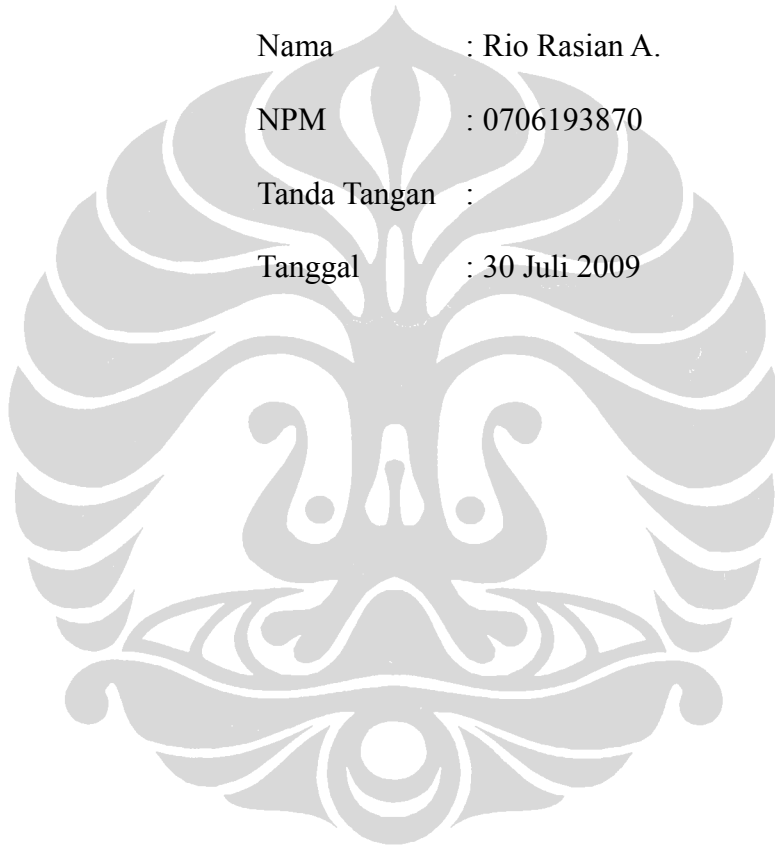 Nama : Rio Rasian A.
NPM : 0706193870
Tanda Tangan :
Tanggal : 30 Juli 2009